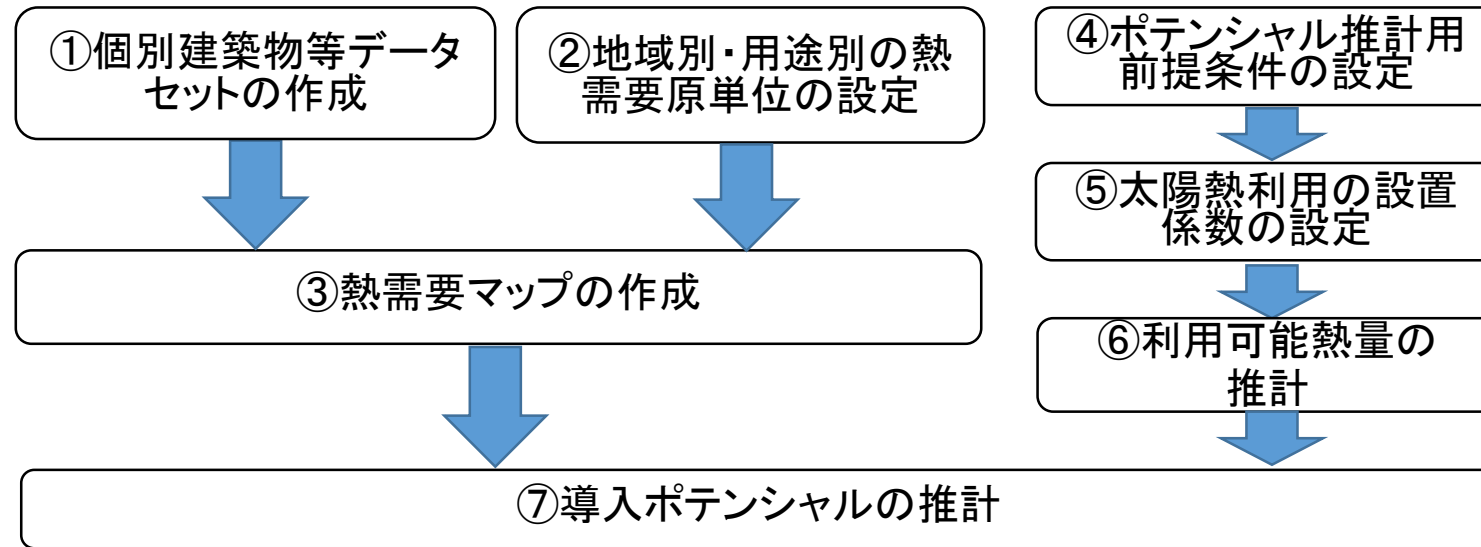 ①個別建築物等データ
セットの作成
②地域別・用途別の熱
需要原単位の設定
③熱需要マップの作成
④ポテンシャル推計用
前提条件の設定
⑤太陽熱利用の設置
係数の設定
⑥利用可能熱量の
推計
⑦導入ポテンシャルの推計